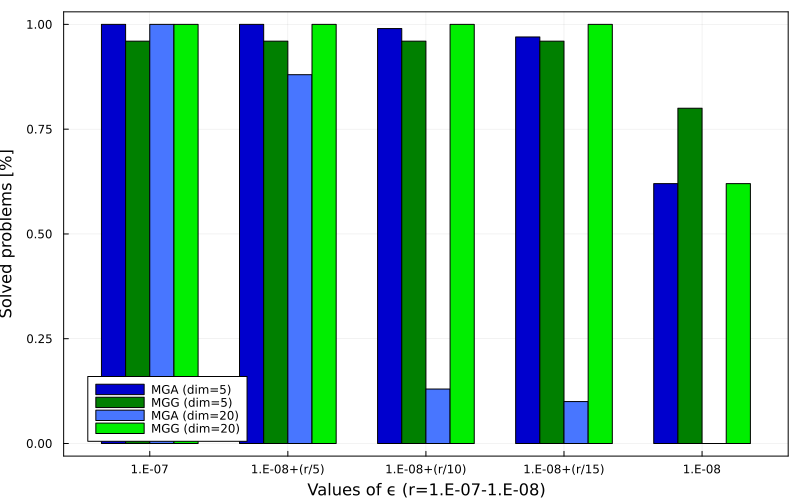 1.00
0.75
0.50
0.25
0.00
Solved problems [%]
MGA (dim=5)
MGG (dim=5)
MGA (dim=20)
MGG (dim=20)
1.E-07
1.E-08+(r/5)
1.E-08+(r/10)
1.E-08+(r/15)
1.E-08
Values of ϵ (r=1.E-07-1.E-08)